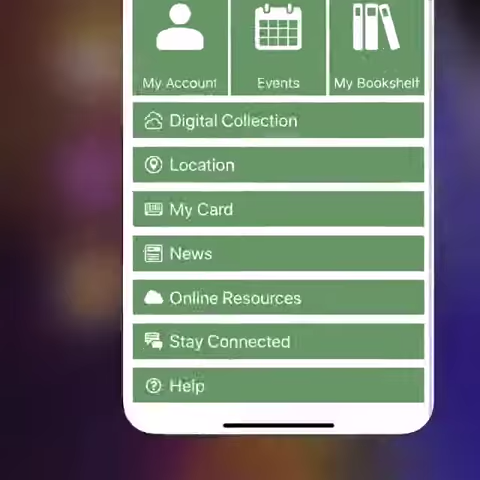 My Account
Events
My Bookshelf
Digital Collection
Location
My Card
News
Online Resources
Stay Connected
Help